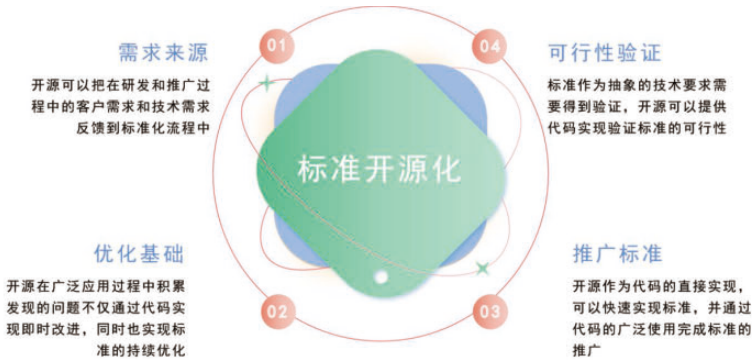 需求来源
01
开源可以把在研发和推广过
程中的客户需求和技术需求
反馈到标准化流程中
04
可行性验证
标准作为抽象的技术要求需
要得到验证，开源可以提供
代码实现验证标准的可行性
标准开源化
优化基础
02
开源在广泛应用过程中积累
发现的问题不仅通过代码实
现即时改进，同时也实现标
准的持续优化
03
推广标准
开源作为代码的直接实现，
可以快速实现标准，并通过
代码的广泛使用完成标准的
推广